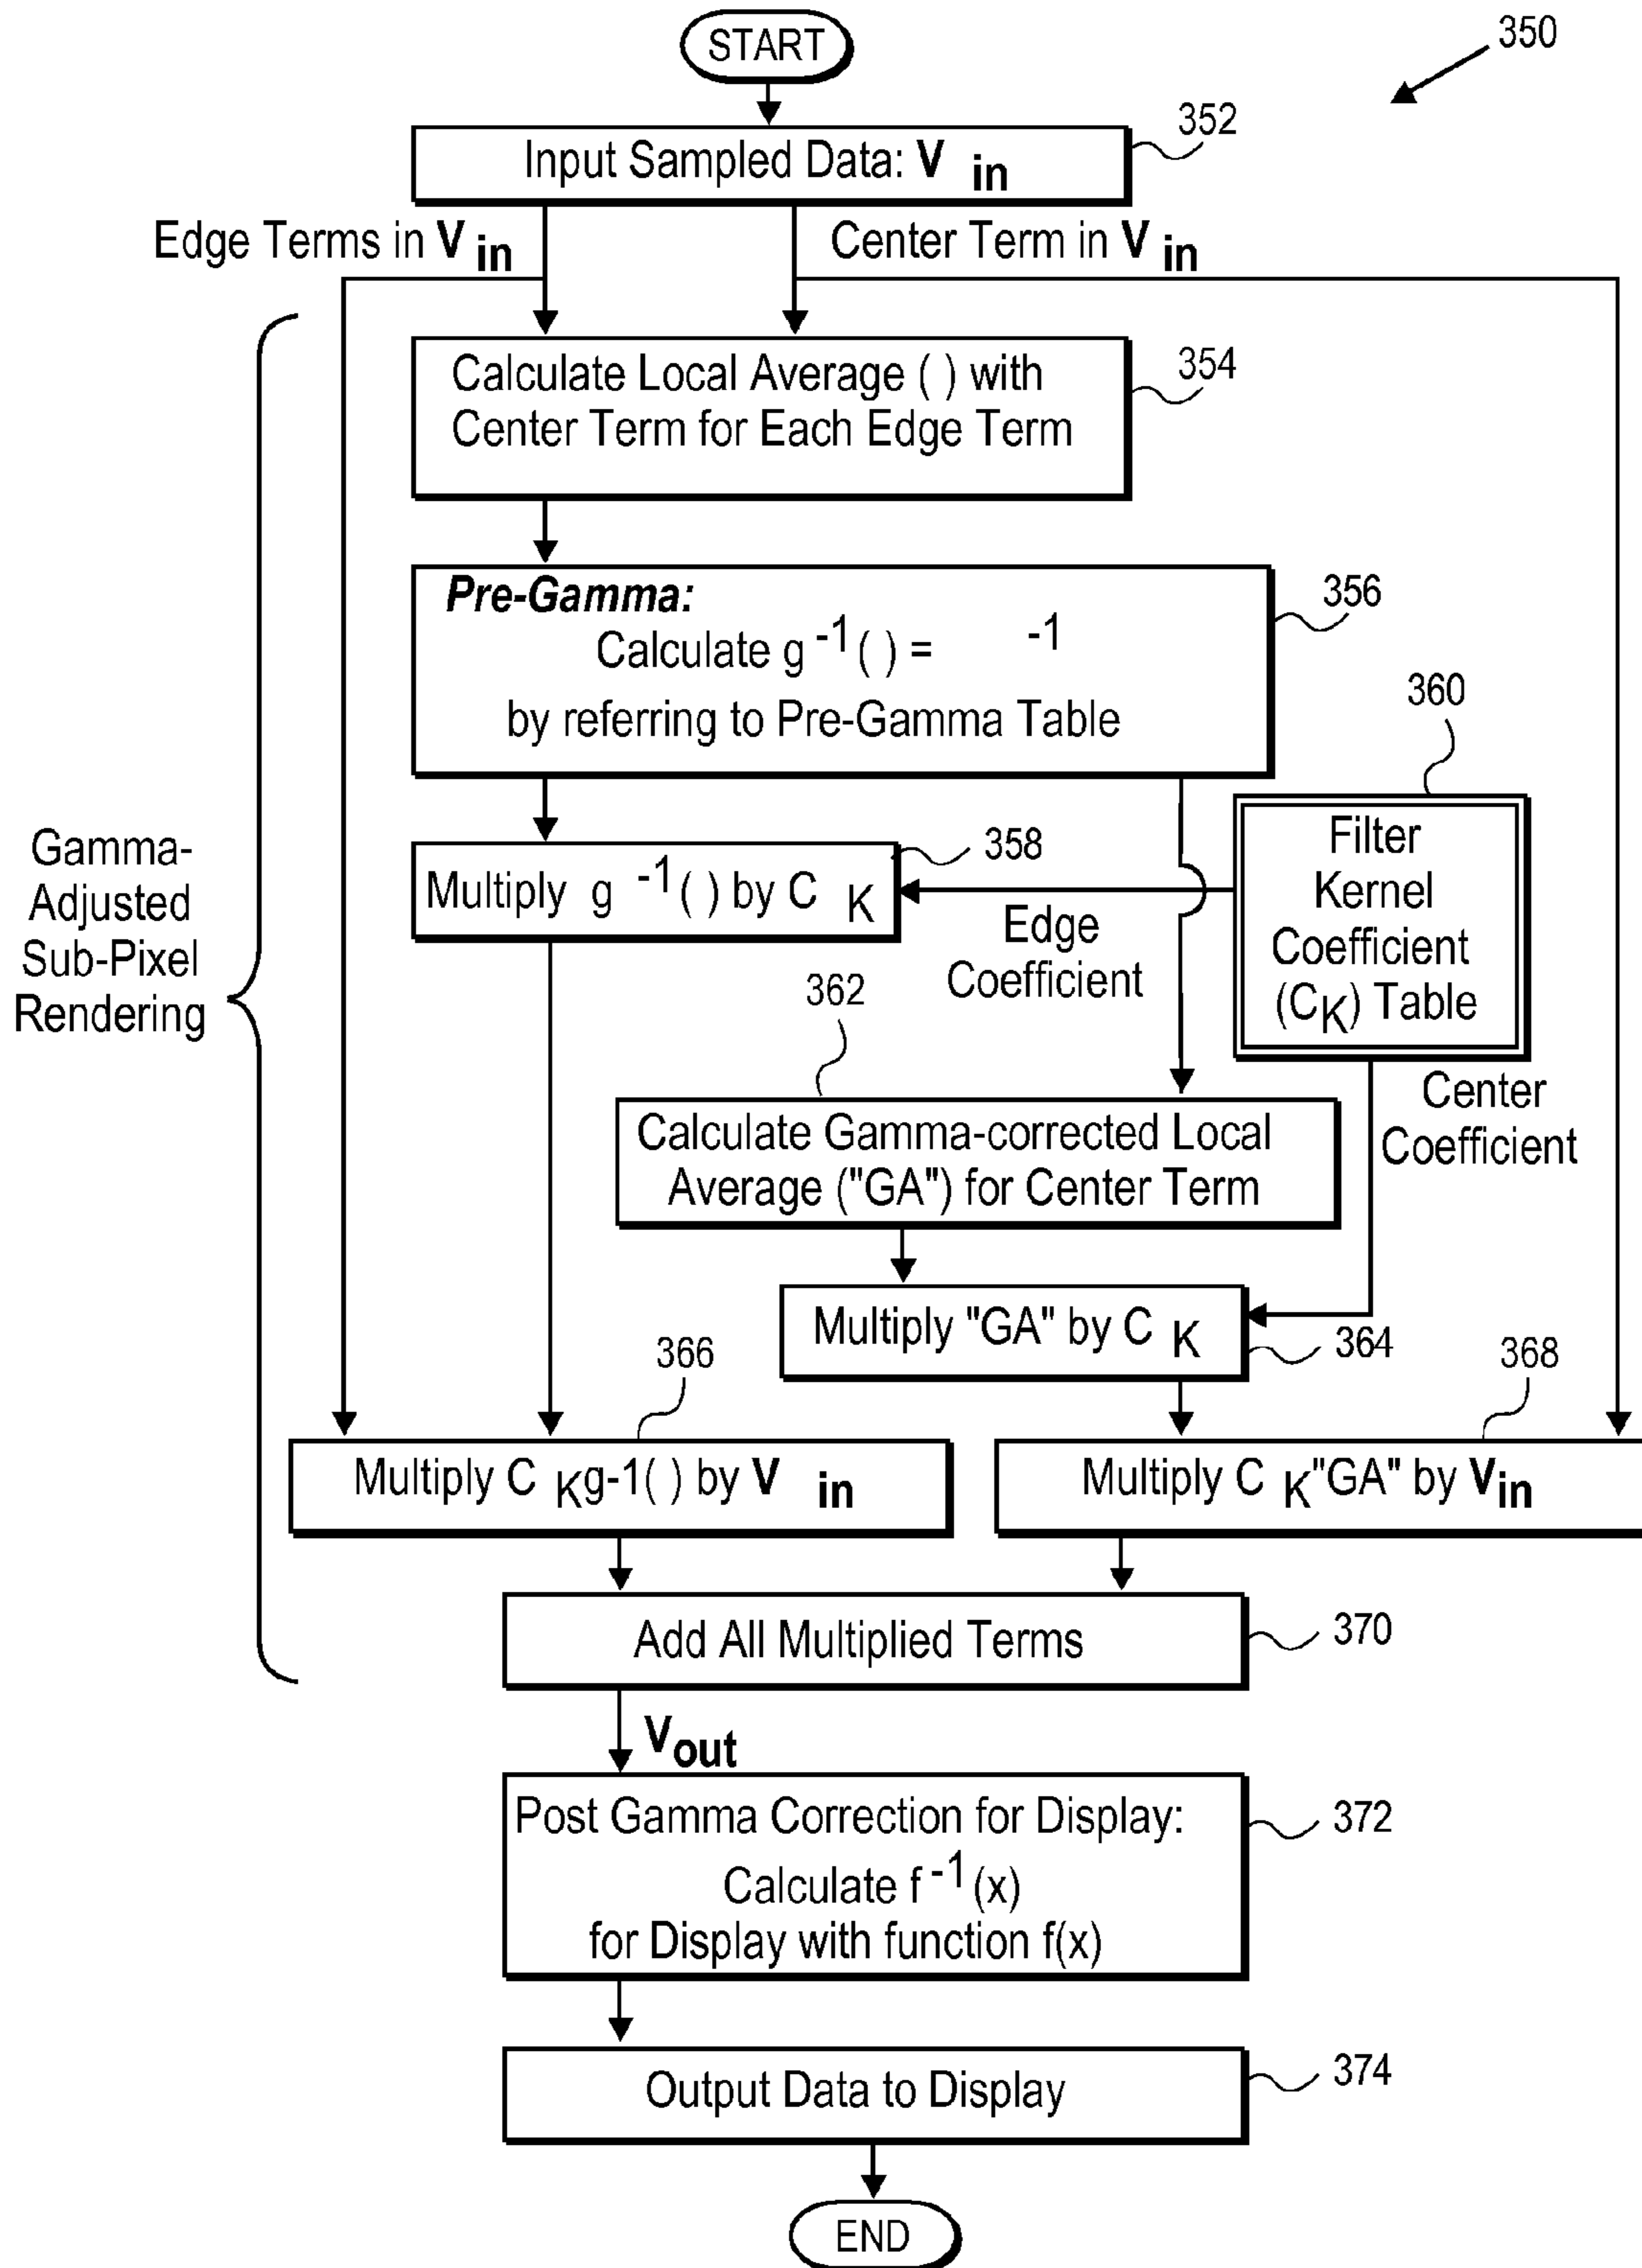 START
350
352
Input Sampled Data: V in
Edge Terms in V in
Center Term in V in
354
Calculate Local Average ( ) with
Center Term for Each Edge Term
356
Pre-Gamma:
Calculate g -1 ( ) = -1
by referring to Pre-Gamma Table
360
Filter
Kernel
Coefficient
(CK) Table
358
Multiply g -1 ( ) by C K
Edge
Coefficient
Gamma-
Adjusted
Sub-Pixel
Rendering
362
Calculate Gamma-corrected Local
Average ("GA") for Center Term
Center
Coefficient
Multiply "GA" by C K
364
366
368
Multiply C Kg-1( ) by V in
Multiply C K"GA" by Vin
Add All Multiplied Terms
370
Vout
Post Gamma Correction for Display:
Calculate f -1 (x)
for Display with function f(x)
372
Output Data to Display
374
END